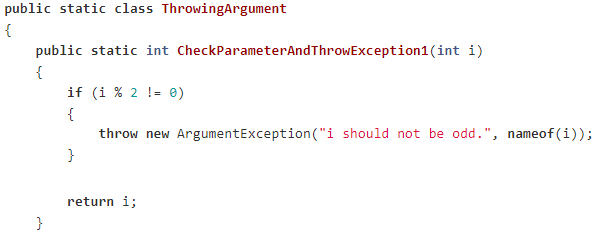 public static class ThrowingArgument
{
    public static int CheckParameterAndThrowException1(int i)
    {
        if (i % 2 != 0)
        {
            throw new ArgumentException("i should not be odd.", nameof(i));
        }

        return i;
    }